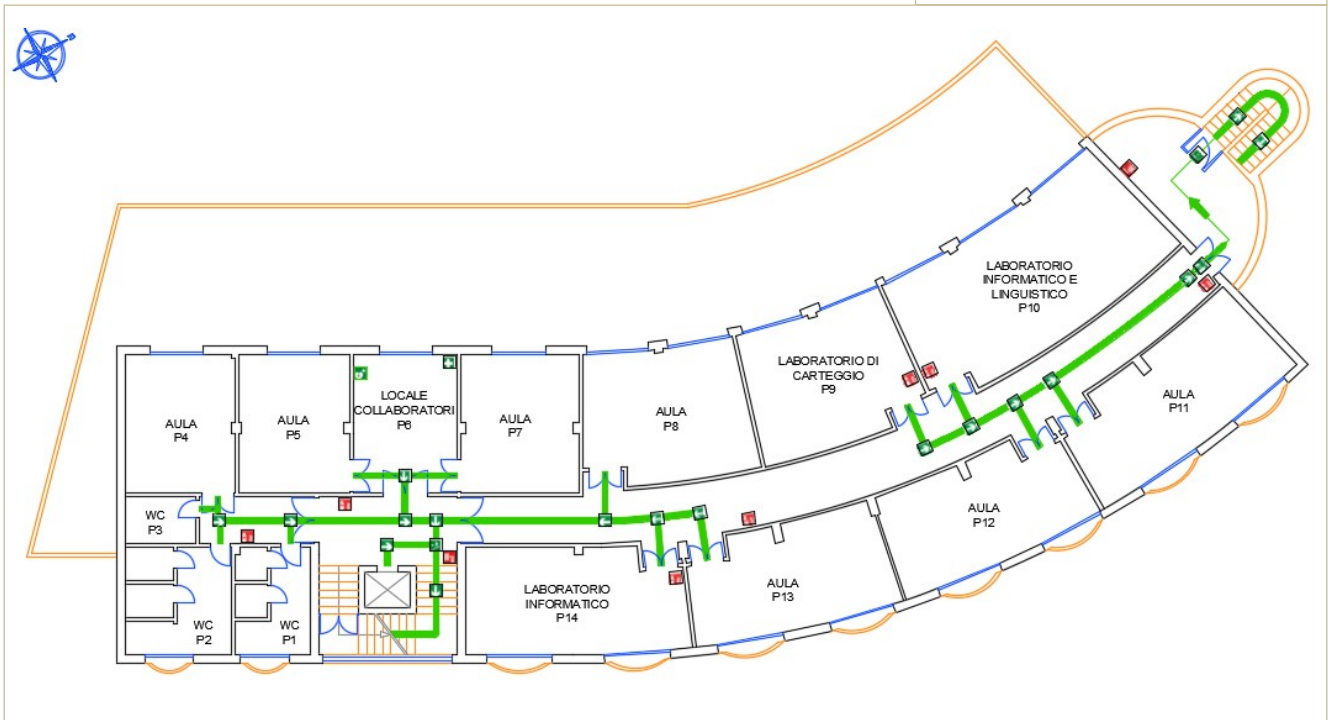 LABORATORIO
INFORMATICO E
LINGUISTICO
P10
LABORATORIO DI
CARTEGGIO
P9
LOCALE
COLLABORATORI
P6
AULA
P4
AULA
P5
AULA
P7
AULA
P8
AULA
P11
WC
P3
AULA
P12
LABORATORIO
INFORMATICO
P14
AULA
P13
WC
P2
WC
P1